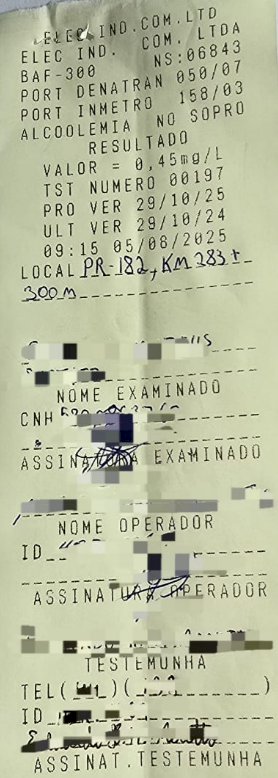 ELEC IND. COM. LTD
ELEC IND. COM. LTDA
BAF-300 NS:06843
PORT DENATRAN 050/07
PORT INMETRO 158/03
ALCOOLEMIA NO SOPRO
RESULTADO
VALOR = 0,45mg/L
TST NUMERO 00197
PRO VER 29/10/25
ULT VER 29/10/24
09:15 05/08/2025
LOCAL PR-182, KM 383+
300m
NOME EXAMINADO
CNH
ASSINATURA EXAMINADO
NOME OPERADOR
ID
ASSINATURA OPERADOR
TESTEMUNHA
TEL( )( )
ID
ASSINAT.TESTEMUNHA